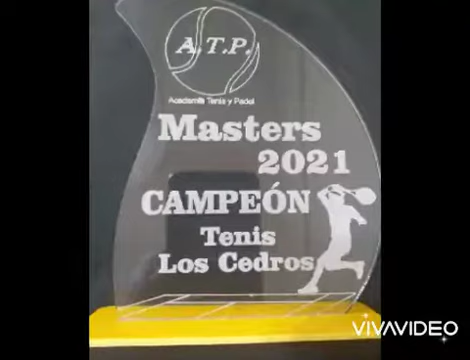 A.T.P.
Academia Tenis y Padel
Masters
2021
CAMPEÓN
Tenis
Los Cedros
VIVAVIDEO